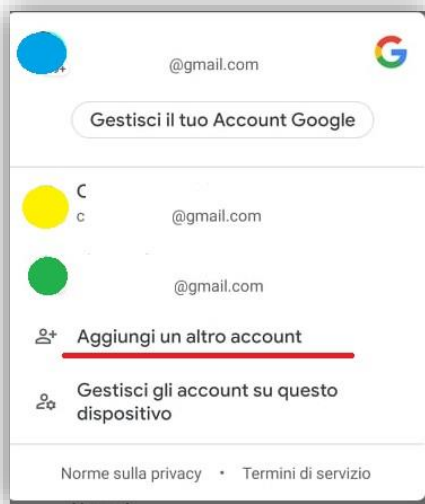 @gmail.com
Gestisci il tuo Account Google
C
c @gmail.com
@gmail.com
Aggiungi un altro account
Gestisci gli account su questo
dispositivo
Norme sulla privacy • Termini di servizio